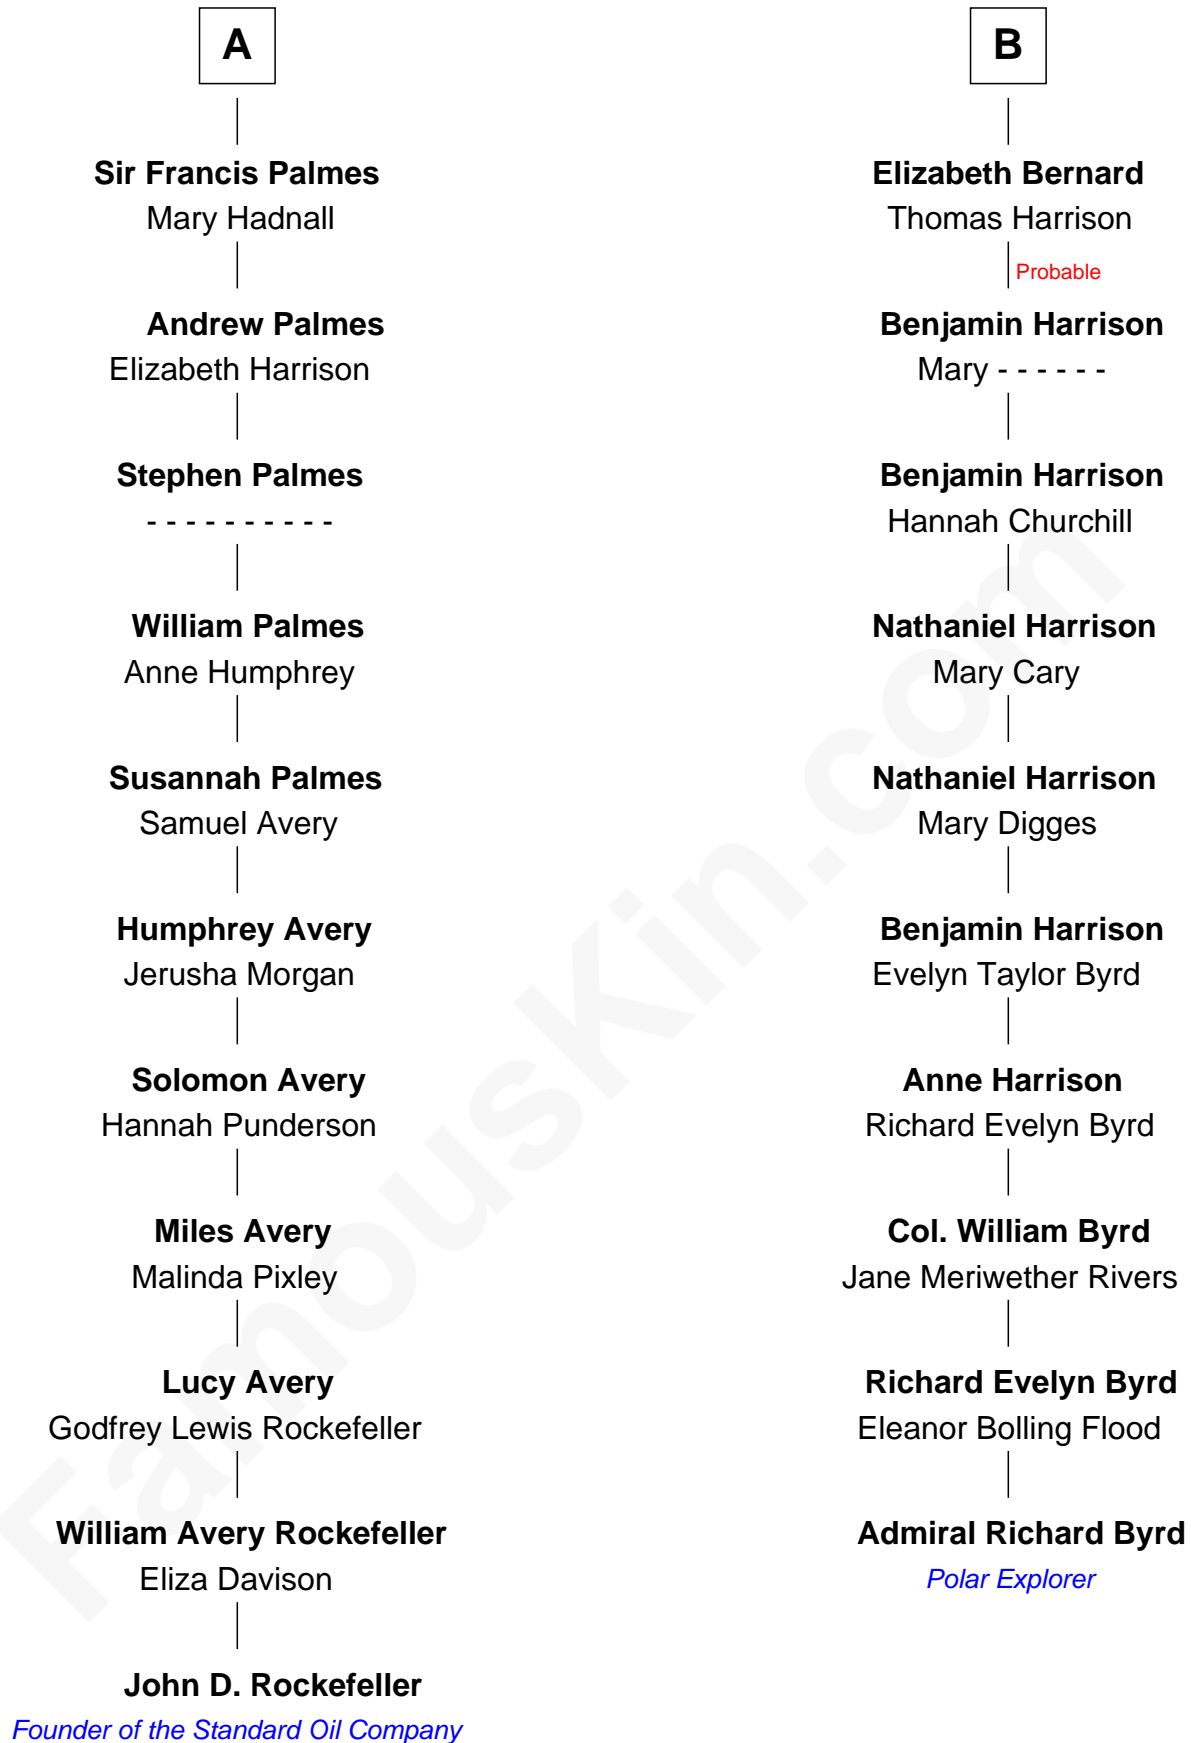 A
Sir Francis Palmes
Mary Hadnall
Andrew Palmes
Elizabeth Harrison
Stephen Palmes
- - - - - - - - - -
William Palmes
Anne Humphrey
Susannah Palmes
Samuel Avery
Humphrey Avery
Jerusha Morgan
Solomon Avery
Hannah Punderson
Miles Avery
Malinda Pixley
Lucy Avery
Godfrey Lewis Rockefeller
William Avery Rockefeller
Eliza Davison
John D. Rockefeller
Founder of the Standard Oil Company
B
Elizabeth Bernard
Thomas Harrison
Probable
Benjamin Harrison
Mary - - - - - -
Benjamin Harrison
Hannah Churchill
Nathaniel Harrison
Mary Cary
Nathaniel Harrison
Mary Digges
Benjamin Harrison
Evelyn Taylor Byrd
Anne Harrison
Richard Evelyn Byrd
Col. William Byrd
Jane Meriwether Rivers
Richard Evelyn Byrd
Eleanor Bolling Flood
Admiral Richard Byrd
Polar Explorer
FamousKin.com